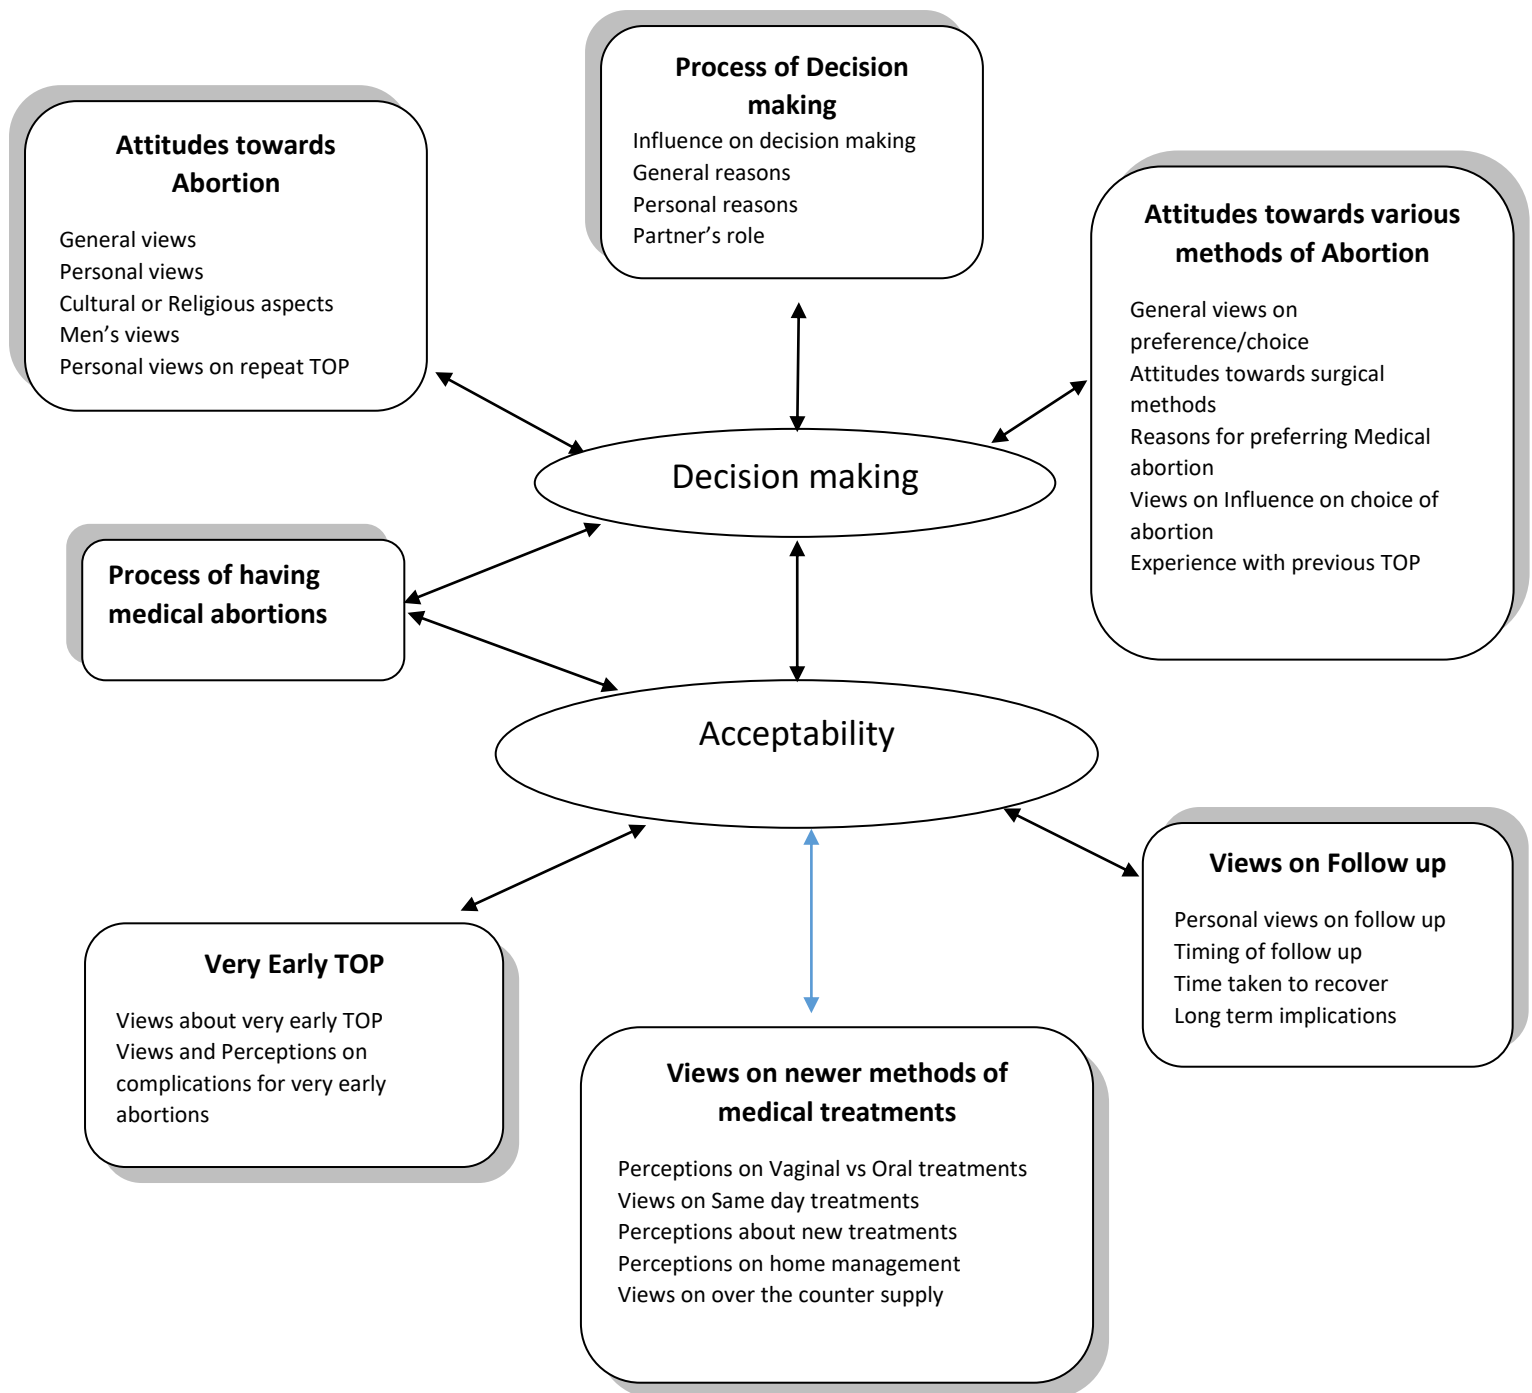 Process of Decision
making
Influence on decision making
General reasons
Personal reasons
Partner’s role
Attitudes towards
Abortion
General views
Personal views
Cultural or Religious aspects
Men’s views
Personal views on repeat TOP
Attitudes towards various
methods of Abortion
General views on
preference/choice
Attitudes towards surgical
methods
Reasons for preferring Medical
abortion
Views on Influence on choice of
abortion
Experience with previous TOP
Decision making
Process of having
medical abortions
Acceptability
Views on Follow up
Personal views on follow up
Timing of follow up
Time taken to recover
Long term implications
Very Early TOP
Views about very early TOP
Views and Perceptions on
complications for very early
abortions
Views on newer methods of
medical treatments
Perceptions on Vaginal vs Oral treatments
Views on Same day treatments
Perceptions about new treatments
Perceptions on home management
Views on over the counter supply